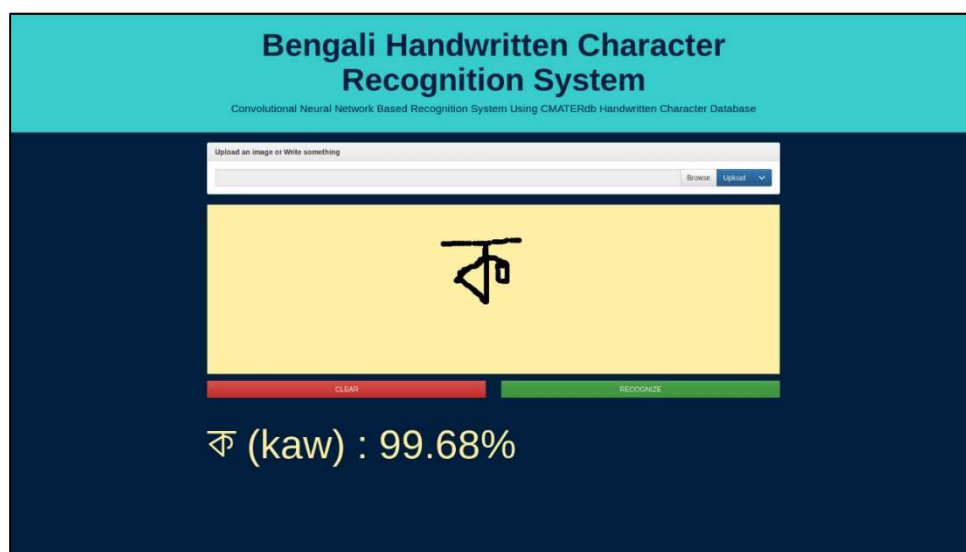 Bengali Handwritten Character
Recognition System
Convolutional Neural Network Based Recognition System Using CMATERdb Handwritten Character Database
Upload an image or Write something
Browse Upload
ক
CLEAR RECOGNIZE
ক (kaw) : 99.68%